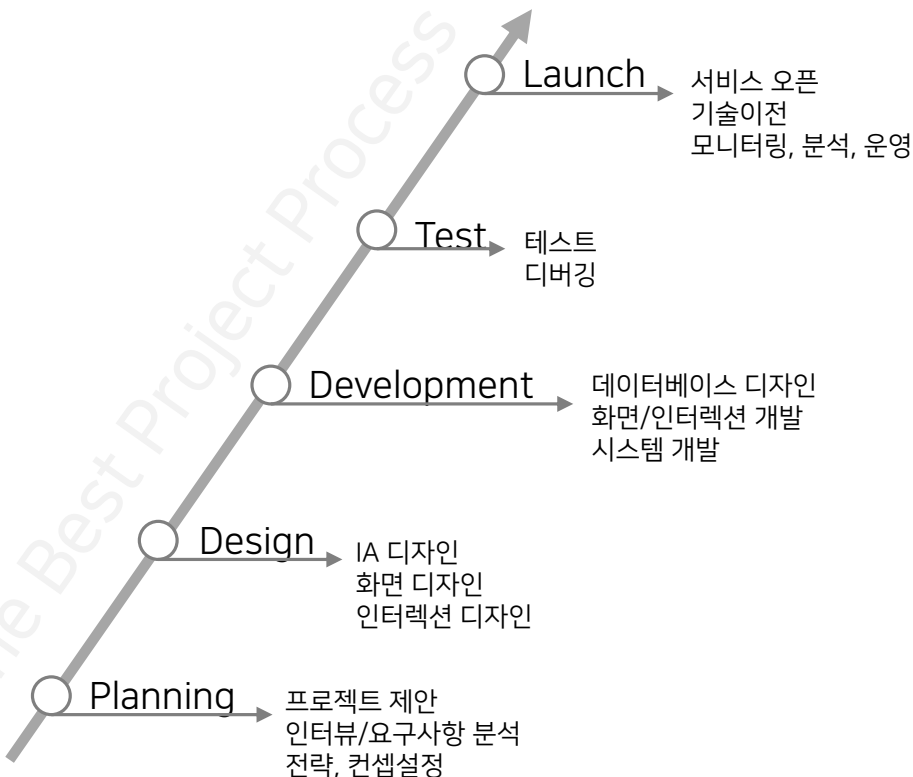 Launch
서비스 오픈
기술이전
모니터링, 분석, 운영
Test
테스트
디버깅
Development
데이터베이스 디자인
화면/인터렉션 개발
시스템 개발
Design
IA 디자인
화면 디자인
인터렉션 디자인
Planning
프로젝트 제안
인터뷰/요구사항 분석
전략, 컨셉설정
he Best Project Process